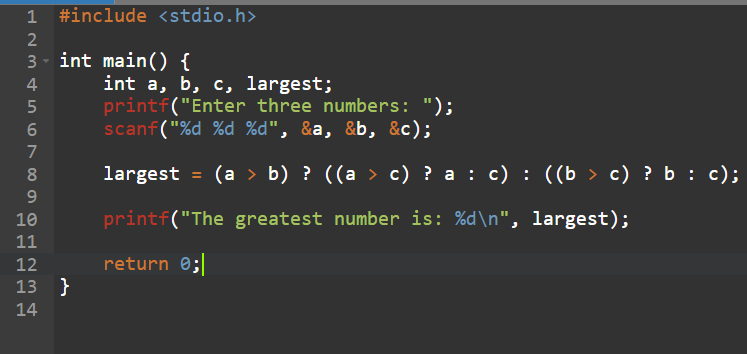 1 #include <stdio.h>
2
3 int main() {
4     int a, b, c, largest;
5     printf("Enter three numbers: ");
6     scanf("%d %d %d", &a, &b, &c);
7
8     largest = (a > b) ? ((a > c) ? a : c) : ((b > c) ? b : c);
9
10     printf("The greatest number is: %d\n", largest);
11
12     return 0;
13 }
14